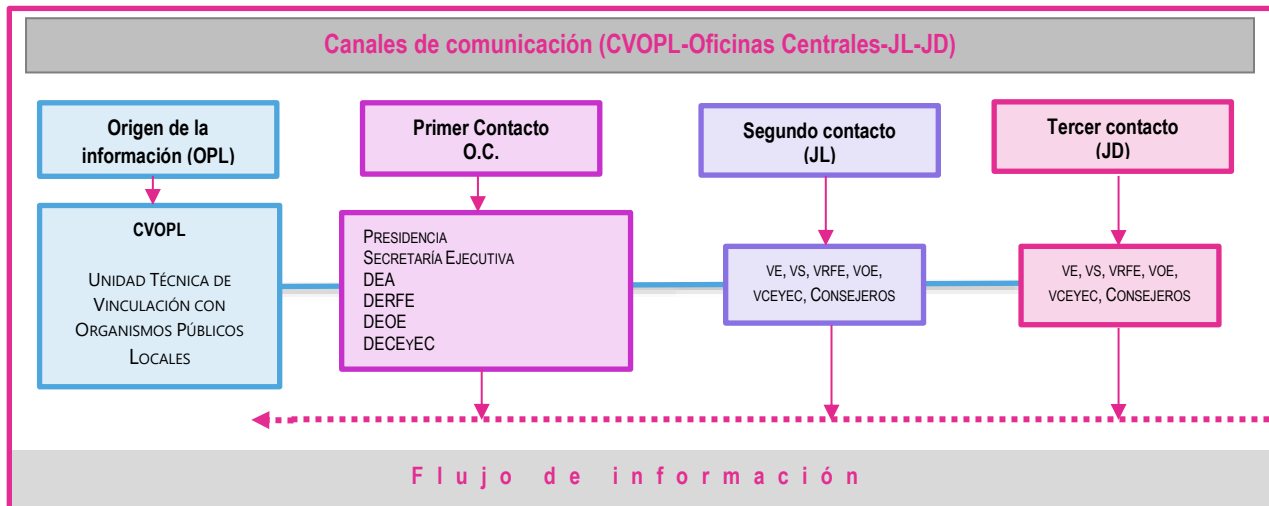 Canales de comunicación (CVOPL-Oficinas Centrales-JL-JD)
Origen de la
información (OPL)
Primer Contacto
O.C.
Segundo contacto
(JL)
Tercer contacto
(JD)
CVOPL
UNIDAD TÉCNICA DE
VINCULACIÓN CON
ORGANISMOS PÚBLICOS
LOCALES
PRESIDENCIA
SECRETARÍA EJECUTIVA
DEA
DERFE
DEOE
DECEYEC
VE, VS, VRFE, VOE,
VCEYEC, CONSEJEROS
VE, VS, VRFE, VOE,
VCEYEC, CONSEJEROS
Flujo de información